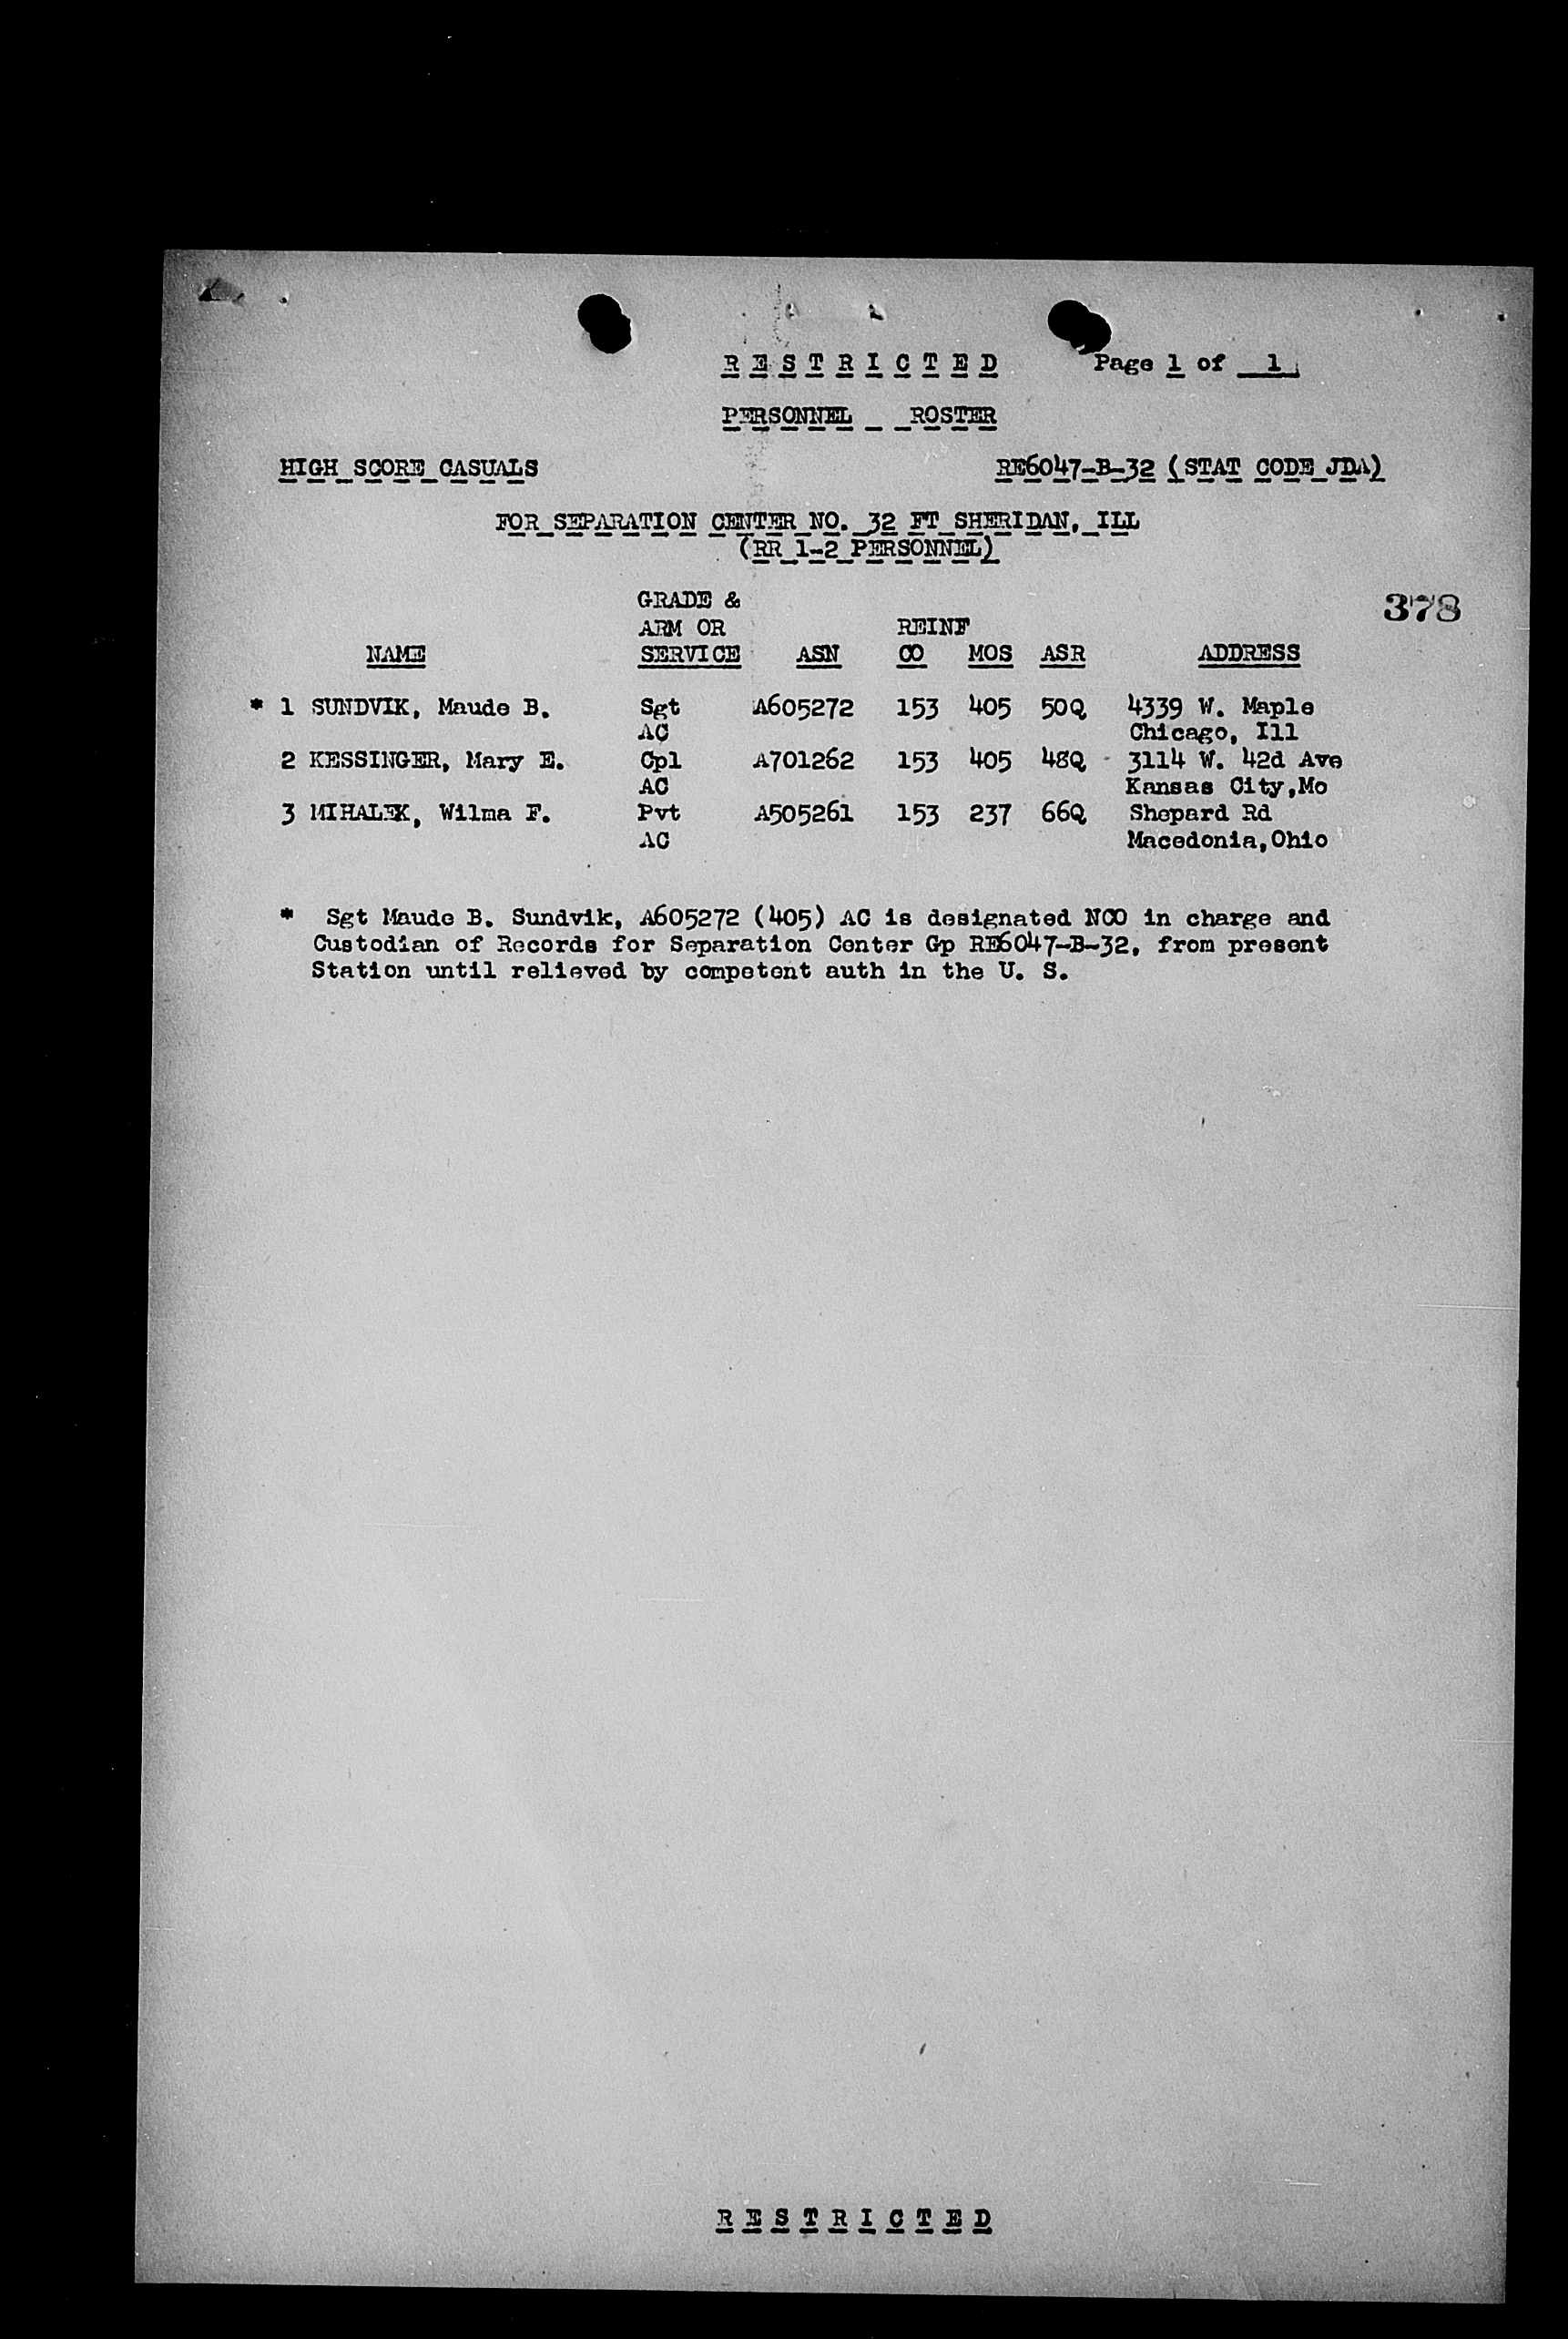 RESTRICTED Page 1 of 1
PERSONNEL ROSTER
HIGH SCORE CASUALS RE6047-B-32 (STAT CODE JDA)
FOR SEPARATION CENTER NO. 32 FT SHERIDAN, ILL
(RR 1-2 PERSONNEL)
378
GRADE &
ARM OR REINF
NAME SERVICE ASN CO MOS ASR ADDRESS
* 1 SUNDVIK, Maude B. Sgt A605272 153 405 50Q 4339 W. Maple
AC Chicago, Ill
2 KESSINGER, Mary E. Cpl A701262 153 405 48Q 3114 W. 42d Ave
AC Kansas City,Mo
3 MIHALEK, Wilma F. Pvt A505261 153 237 66Q Shepard Rd
AC Macedonia,Ohio
* Sgt Maude B. Sundvik, A605272 (405) AC is designated NCO in charge and
Custodian of Records for Separation Center Gp RE6047-B-32, from present
Station until relieved by competent auth in the U. S.
RESTRICTED